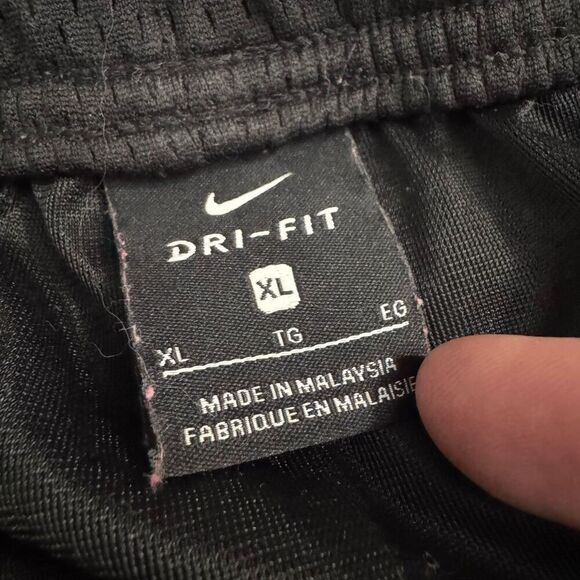 DRI-FIT
XL
XL TG EG
MADE IN MALAYSIA
FABRIQUE EN MALAISIE